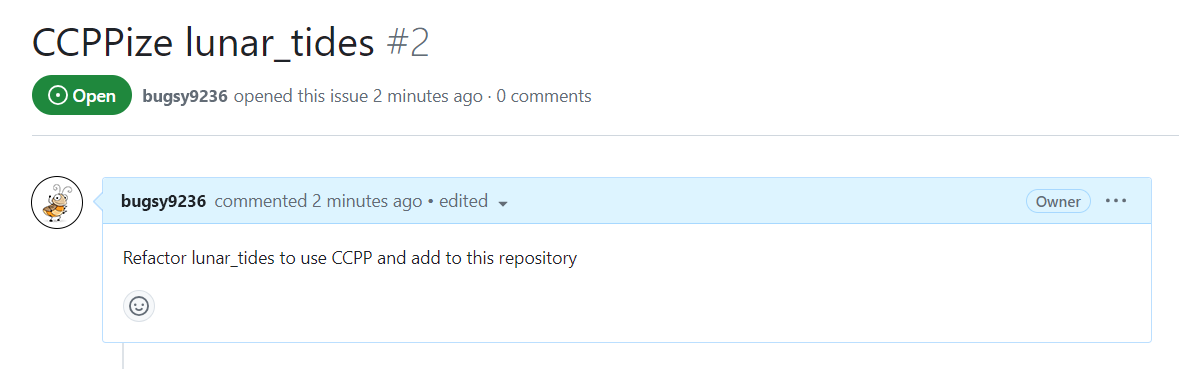 CCPPize lunar_tides #2
Open bugsy9236 opened this issue 2 minutes ago · 0 comments
bugsy9236 commented 2 minutes ago • edited Owner
Refactor lunar_tides to use CCPP and add to this repository